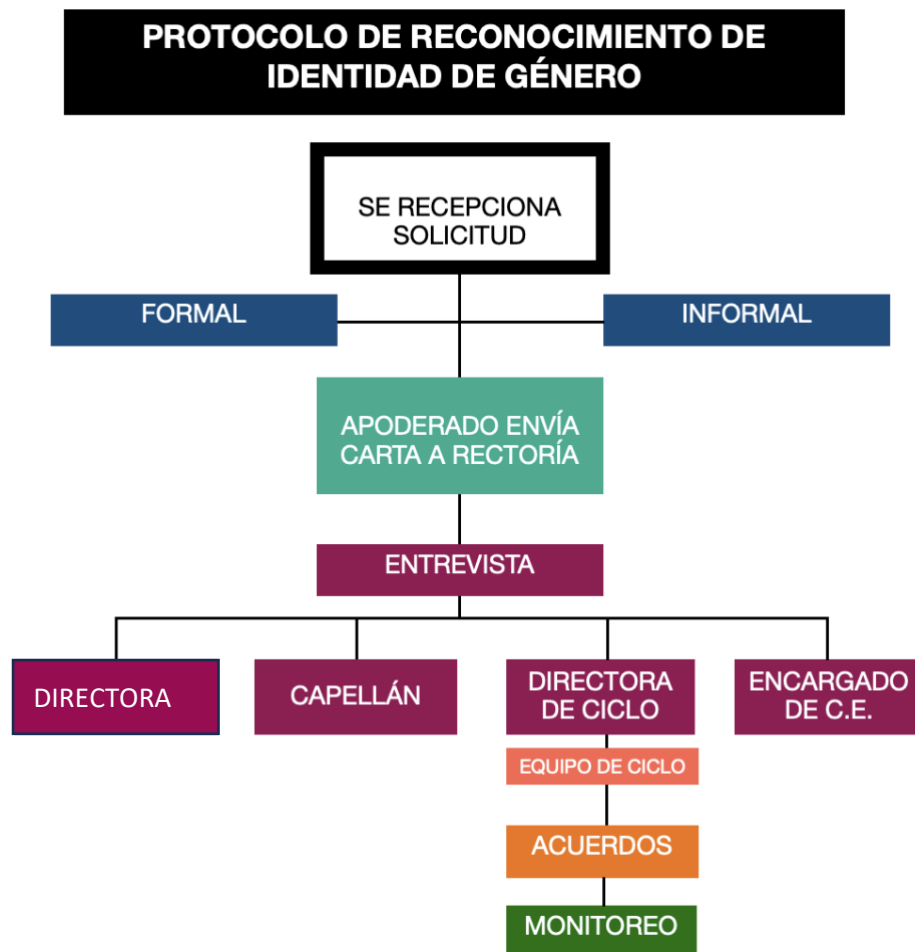 PROTOCOLO DE RECONOCIMIENTO DE
IDENTIDAD DE GÉNERO
SE RECEPCIONA
SOLICITUD
FORMAL
INFORMAL
APODERADO ENVÍA
CARTA A RECTORÍA
ENTREVISTA
DIRECTORA
CAPELLÁN
DIRECTORA
DE CICLO
ENCARGADO
DE C.E.
EQUIPO DE CICLO
ACUERDOS
MONITOREO